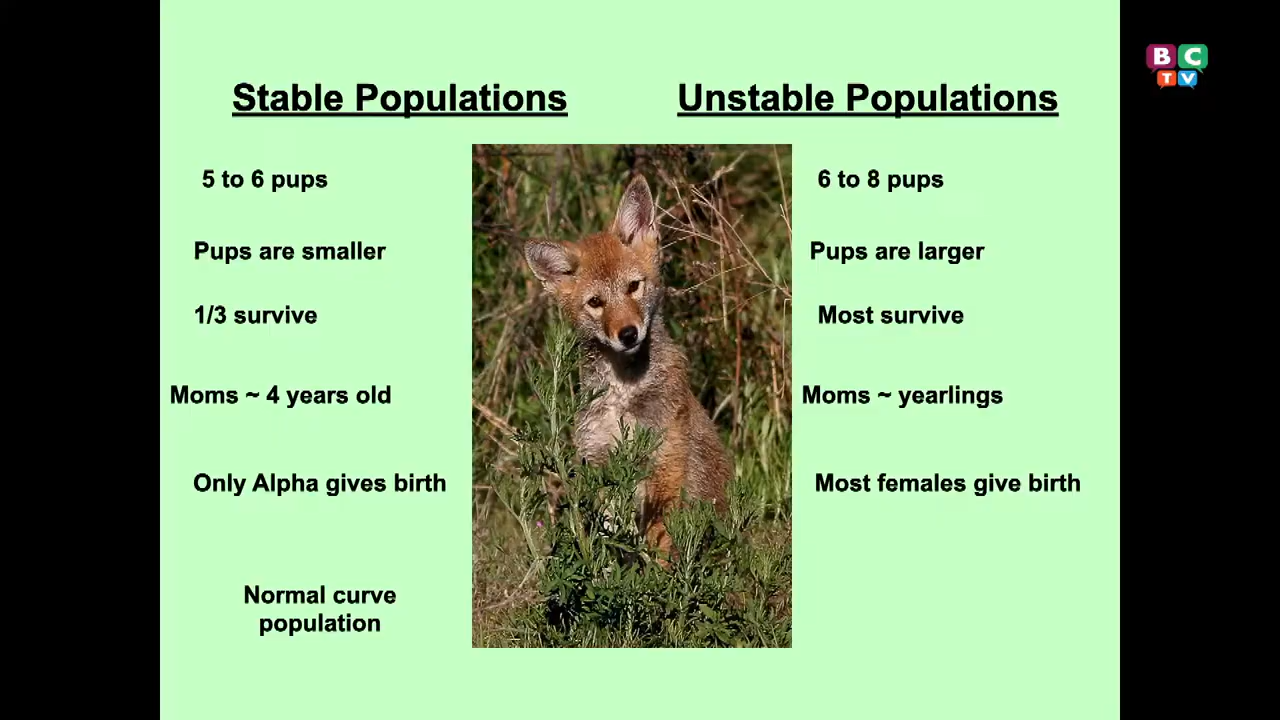 Stable Populations
5 to 6 pups
Pups are smaller
1/3 survive
Moms ~ 4 years old
Only Alpha gives birth
Normal curve
population
Unstable Populations
6 to 8 pups
Pups are larger
Most survive
Moms ~ yearlings
Most females give birth
BC
TV